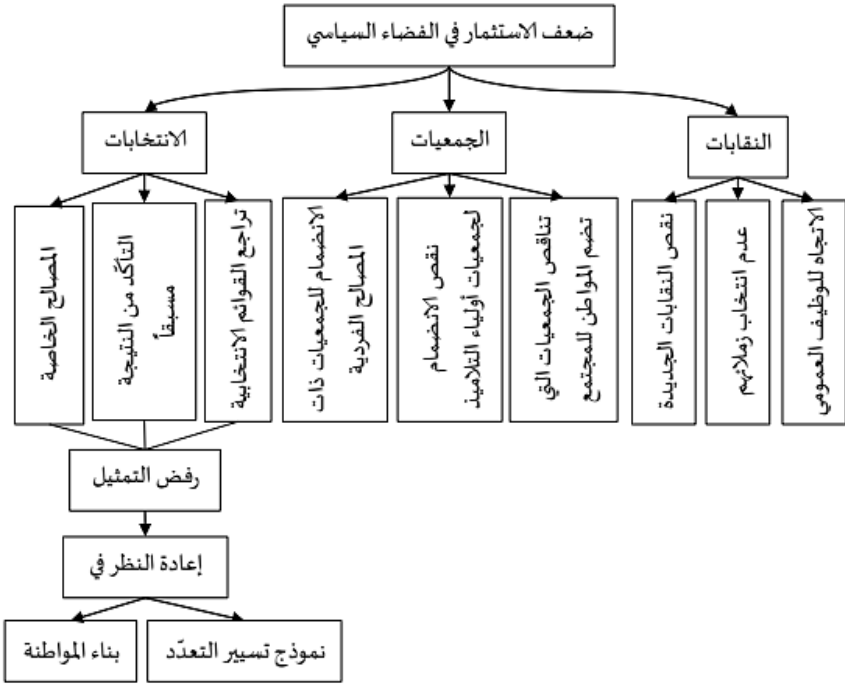 ضعف الاستثمار في الفضاء السياسي
النقابات
الجمعيات
الانتخابات
الاتجاه للوظيف العمومي
عدم انتخاب زملائهم
نقص النقابات الجديدة
تناقص الجمعيات التي
تضم المواطن للمجتمع
نقص الانضمام
لجمعيات أولياء التلاميذ
الانضمام للجمعيات ذات
المصالح الفردية
تراجع القوائم الانتخابية
التأكّد من النتيجة
مسبقاً
المصالح الخاصة
رفض التمثيل
إعادة النظر في
نموذج تسيير التعدّد
بناء المواطنة